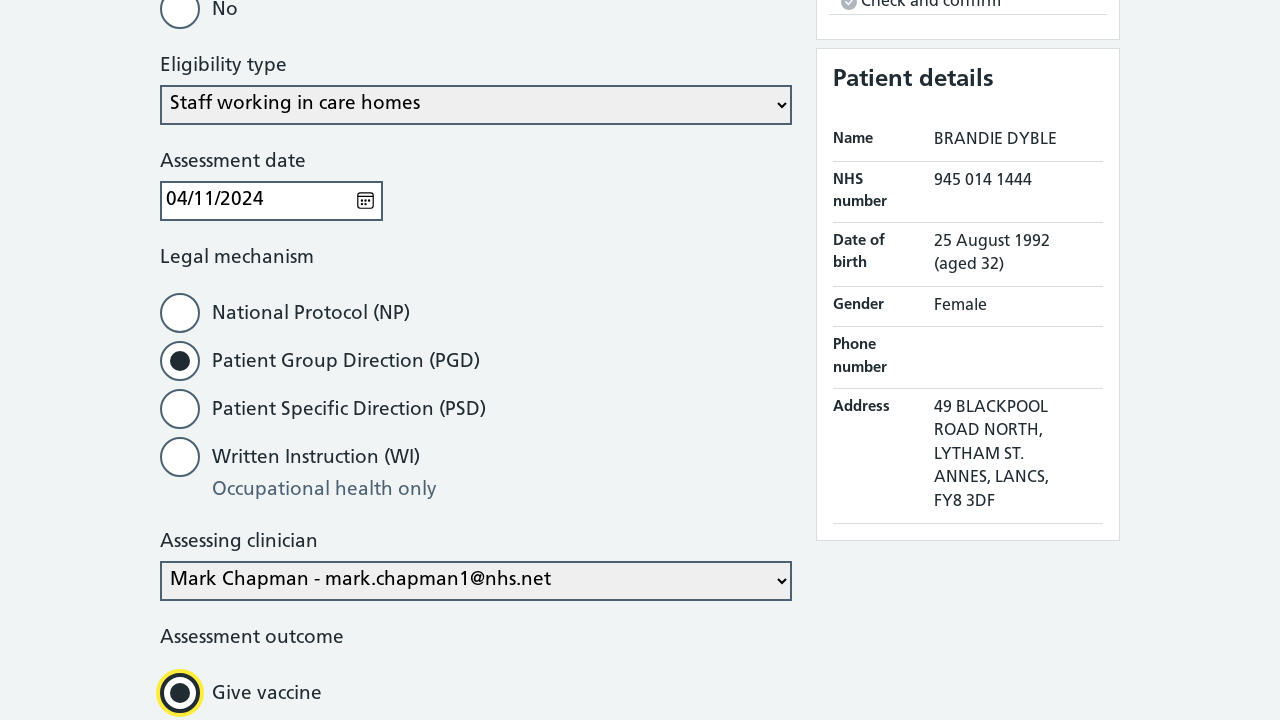 No
Eligibility type
Staff working in care homes
Assessment date
04/11/2024
Legal mechanism
National Protocol (NP)
Patient Group Direction (PGD)
Patient Specific Direction (PSD)
Written Instruction (WI)
Occupational health only
Assessing clinician
Mark Chapman - mark.chapman1@nhs.net
Assessment outcome
Give vaccine
Check and confirm
Patient details
Name BRANDIE DYBLE
NHS number 945 014 1444
Date of birth 25 August 1992
(aged 32)
Gender Female
Phone number
Address 49 BLACKPOOL
ROAD NORTH,
LYTHAM ST.
ANNES, LANCS,
FY8 3DF